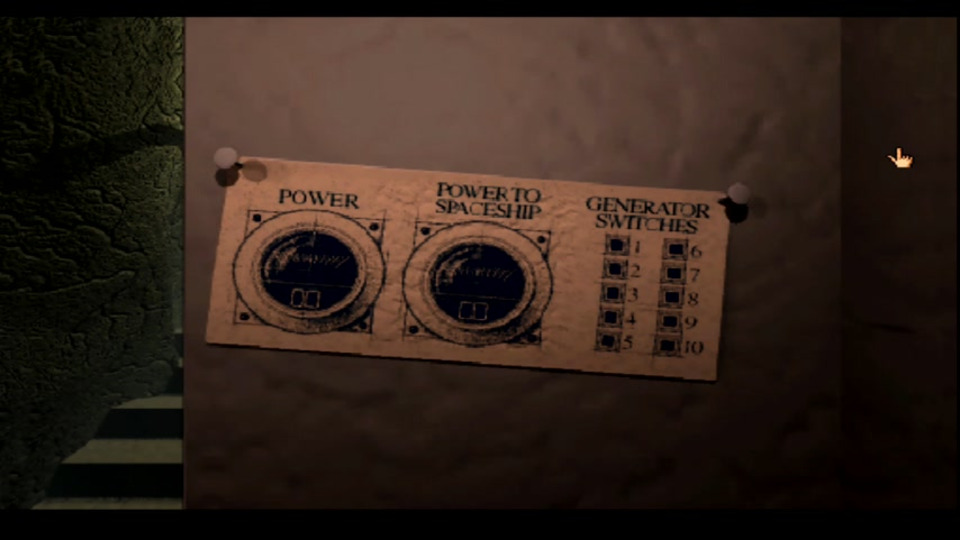 POWER
POWER TO
SPACESHIP
GENERATOR
SWITCHES
1 6
2 7
3 8
4 9
5 10